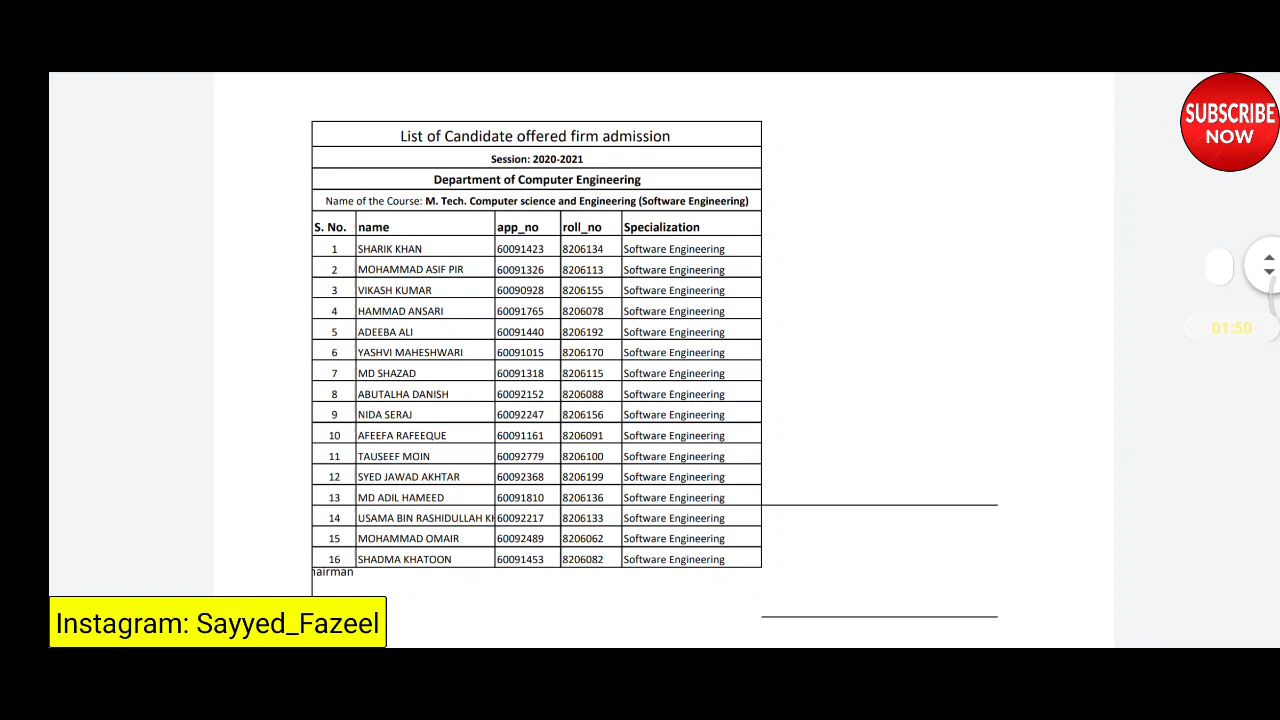 List of Candidate offered firm admission
Session: 2020-2021
Department of Computer Engineering
Name of the Course: M. Tech. Computer science and Engineering (Software Engineering)
S. No. name app_no roll_no Specialization
1 SHARIK KHAN 60091423 8206134 Software Engineering
2 MOHAMMAD ASIF PIR 60091326 8206113 Software Engineering
3 VIKASH KUMAR 60090928 8206155 Software Engineering
4 HAMMAD ANSARI 60091765 8206078 Software Engineering
5 ADEEBA ALI 60091440 8206192 Software Engineering
6 YASHVI MAHESHWARI 60091015 8206170 Software Engineering
7 MD SHAZAD 60091318 8206115 Software Engineering
8 ABUTALHA DANISH 60092152 8206088 Software Engineering
9 NIDA SERAJ 60092247 8206156 Software Engineering
10 AFEEFA RAFEEQUE 60091161 8206091 Software Engineering
11 TAUSEEF MOIN 60092779 8206100 Software Engineering
12 SYED JAWAD AKHTAR 60092368 8206199 Software Engineering
13 MD ADIL HAMEED 60091810 8206136 Software Engineering
14 USAMA BIN RASHIDULLAH KH 60092217 8206133 Software Engineering
15 MOHAMMAD OMAIR 60092489 8206062 Software Engineering
16 SHADMA KHATOON 60091453 8206082 Software Engineering
hairman
Instagram: Sayyed_Fazeel
SUBSCRIBE
NOW
01:50